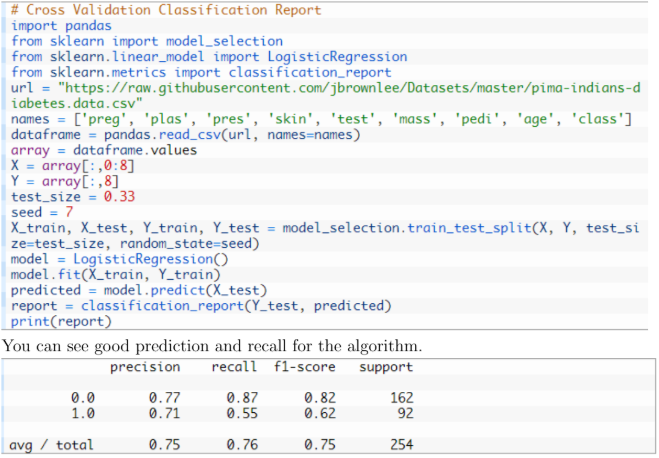 # Cross Validation Classification Report
import pandas
from sklearn import model_selection
from sklearn.linear_model import LogisticRegression
from sklearn.metrics import classification_report
url = "https://raw.githubusercontent.com/jbrownlee/Datasets/master/pima-indians-d
iabetes.data.csv"
names = ['preg', 'plas', 'pres', 'skin', 'test', 'mass', 'pedi', 'age', 'class']
dataframe = pandas.read_csv(url, names=names)
array = dataframe.values
X = array[:,0:8]
Y = array[:,8]
test_size = 0.33
seed = 7
X_train, X_test, Y_train, Y_test = model_selection.train_test_split(X, Y, test_si
ze=test_size, random_state=seed)
model = LogisticRegression()
model.fit(X_train, Y_train)
predicted = model.predict(X_test)
report = classification_report(Y_test, predicted)
print(report)
You can see good prediction and recall for the algorithm.
precision recall f1-score support
0.0 0.77 0.87 0.82 162
1.0 0.71 0.55 0.62 92
avg / total 0.75 0.76 0.75 254